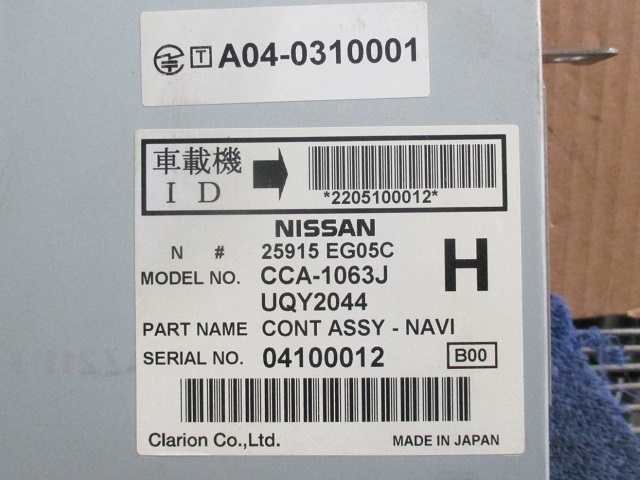 T A04-0310001
車載機
ID
*2205100012*
NISSAN
N # 25915 EG05C
H
MODEL NO. CCA-1063J
UQY2044
PART NAME CONT ASSY - NAVI
SERIAL NO. 04100012 B00
Clarion Co.,Ltd. MADE IN JAPAN